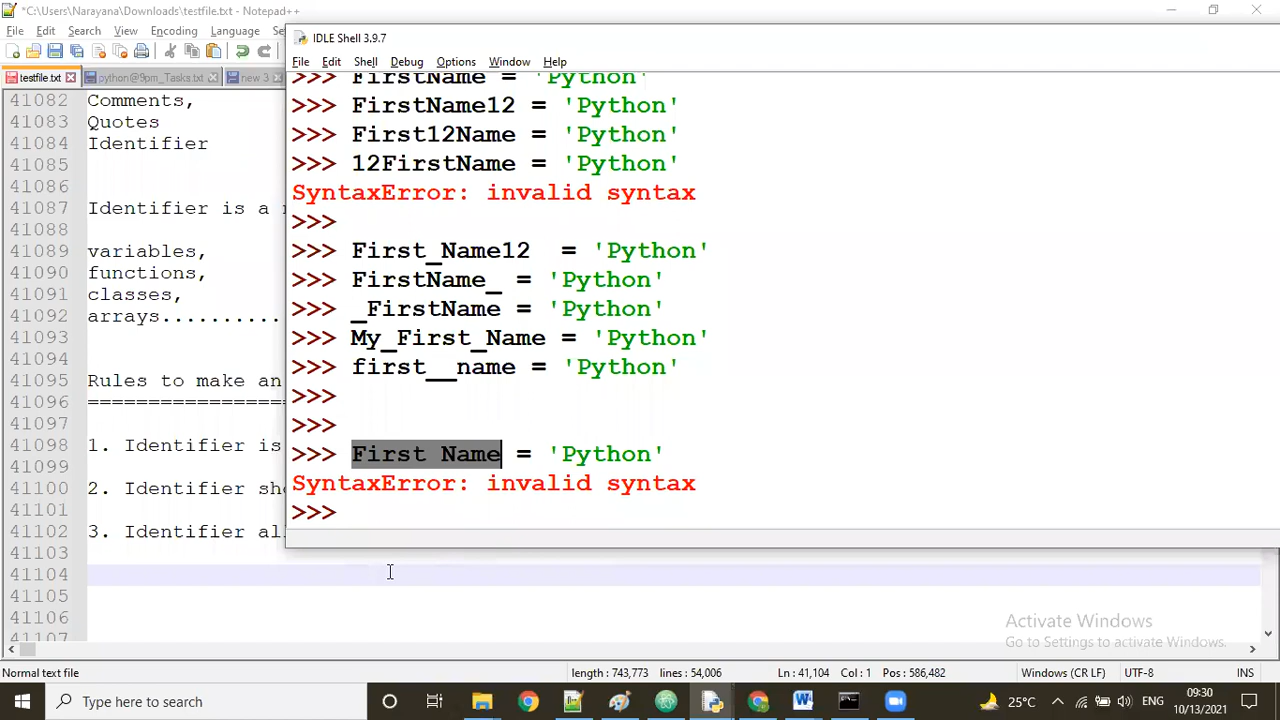 *C:\Users\Narayana\Downloads\testfile.txt - Notepad++
File Edit Search View Encoding Language
testfile.txt python@9pm_Tasks.txt new 3
41082 Comments,
41083 Quotes
41084 Identifier
41085
41086
41087 Identifier is a
41088
41089 variables,
41090 functions,
41091 classes,
41092 arrays..........
41093
41094
41095 Rules to make an
41096 ==================
41097
41098 1. Identifier is
41099
41100 2. Identifier
41101
41102 3. Identifier
41103
41104
41105
41106
41107
IDLE Shell 3.9.7
File Edit Shell Debug Options Window Help
>>> FirstName = 'Python'
>>> FirstName12 = 'Python'
>>> First12Name = 'Python'
>>> 12FirstName = 'Python'
SyntaxError: invalid syntax
>>>
>>> First_Name12  = 'Python'
>>> FirstName_ = 'Python'
>>> _FirstName = 'Python'
>>> My_First_Name = 'Python'
>>> first__name = 'Python'
>>>
>>>
>>> First Name = 'Python'
SyntaxError: invalid syntax
>>>
Activate Windows
Go to Settings to activate Windows.
Normal text file length : 743,773 lines : 54,006 Ln : 41,104 Col : 1 Pos : 586,482 Windows (CR LF) UTF-8 INS
Type here to search 25°C ENG 09:30
10/13/2021